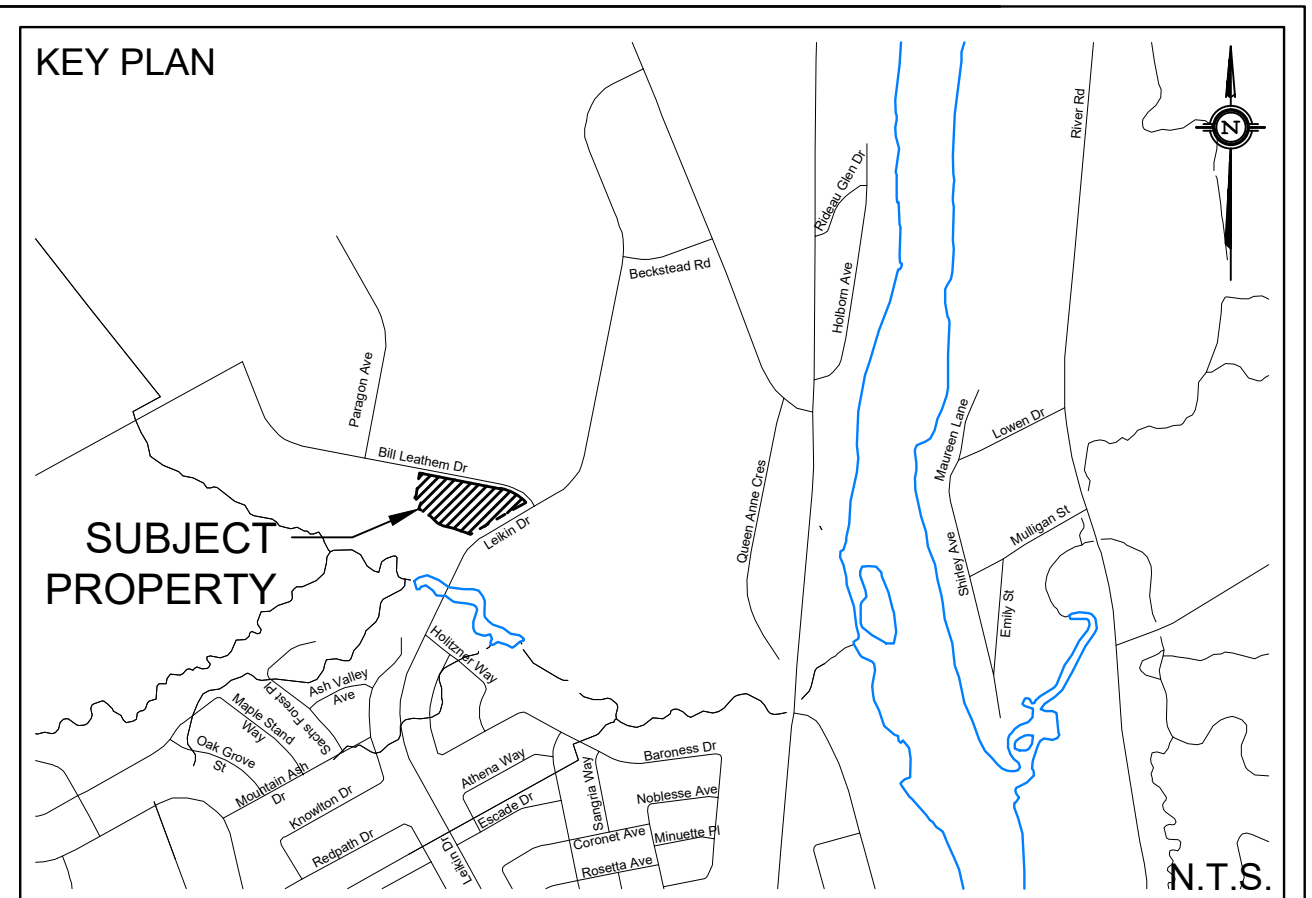 KEY PLAN
N
River Rd
Rideau Glen Dr
Beckstead Rd
Holborn Ave
Paragon Ave
Maureen Lane
Lowen Dr
Bill Leathem Dr
Queen Anne Cres
SUBJECT
PROPERTY
Leikin Dr
Mulligan St
Shirley Ave
Emily St
Holitzner Way
Ash Valley
Ave
Sachs Forest Pl
Maple Stand
Way
Oak Grove
St
Mountain Ash
Dr
Baroness Dr
Athena Way
Sangria Way
Noblesse Ave
Knowlton Dr
Escade Dr
Coronet Ave
Minuette Pl
Redpath Dr
Leikin Dr
Rosetta Ave
N.T.S.